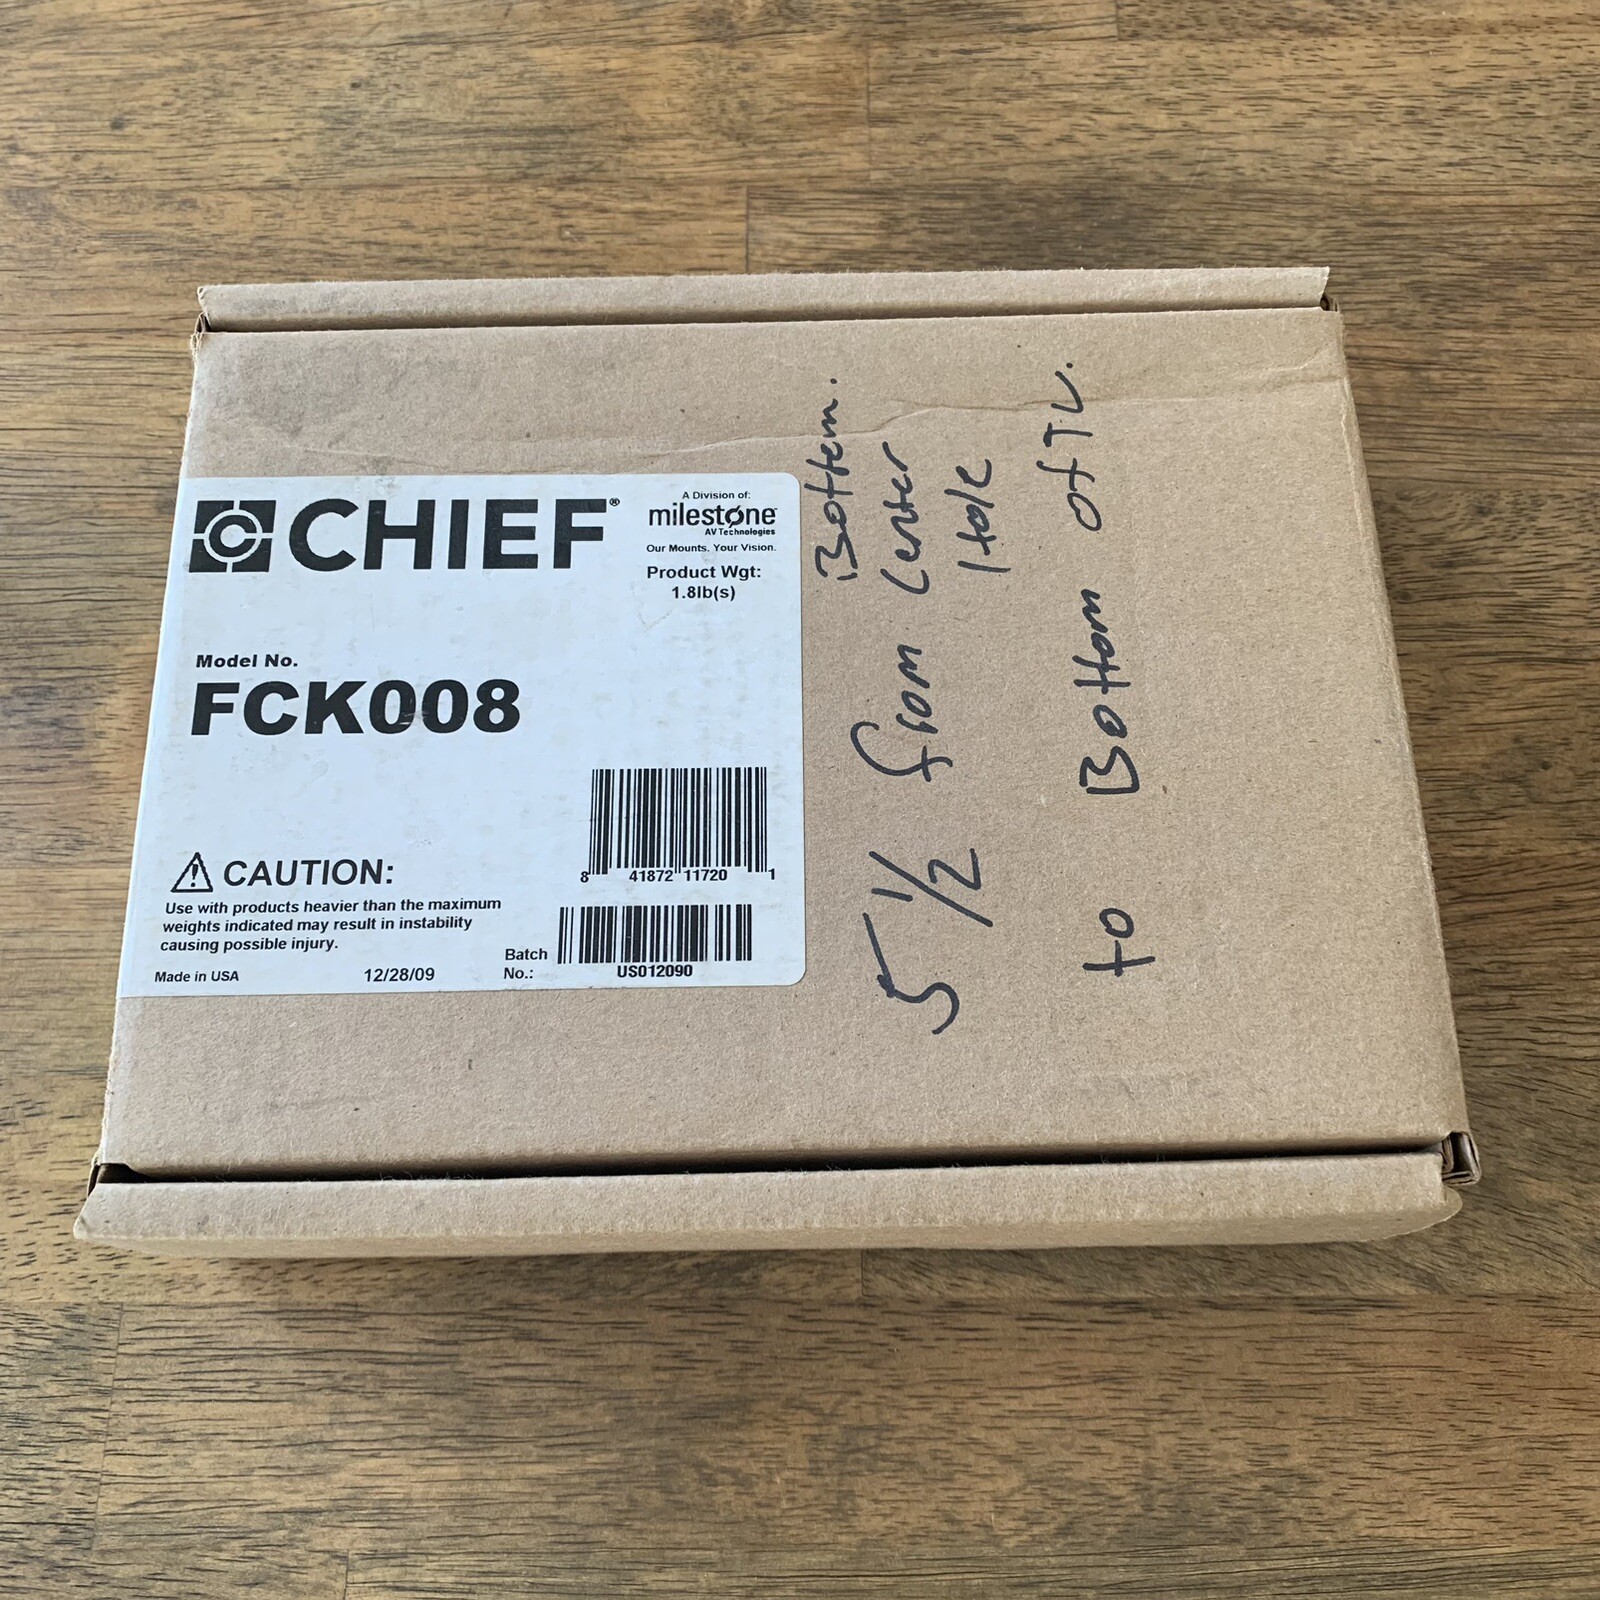 CHIEF®
A Division of:
milestone
AV Technologies
Our Mounts. Your Vision.
Product Wgt:
1.8lb(s)
Model No.
FCK008
8 41872 11720 1
CAUTION:
Use with products heavier than the maximum
weights indicated may result in instability
causing possible injury.
Batch
No.:
US012090
Made in USA
12/28/09
Bottem.
5 1/2 from Center
Hole
to Bottom of T.V.